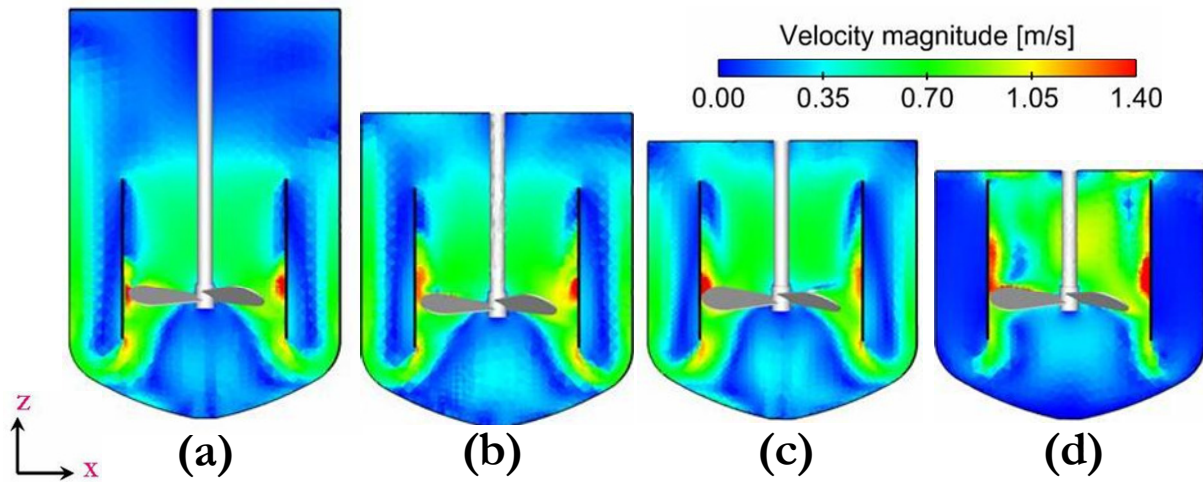 Velocity magnitude [m/s]
0.00 0.35 0.70 1.05 1.40
z
x
(a) (b) (c) (d)